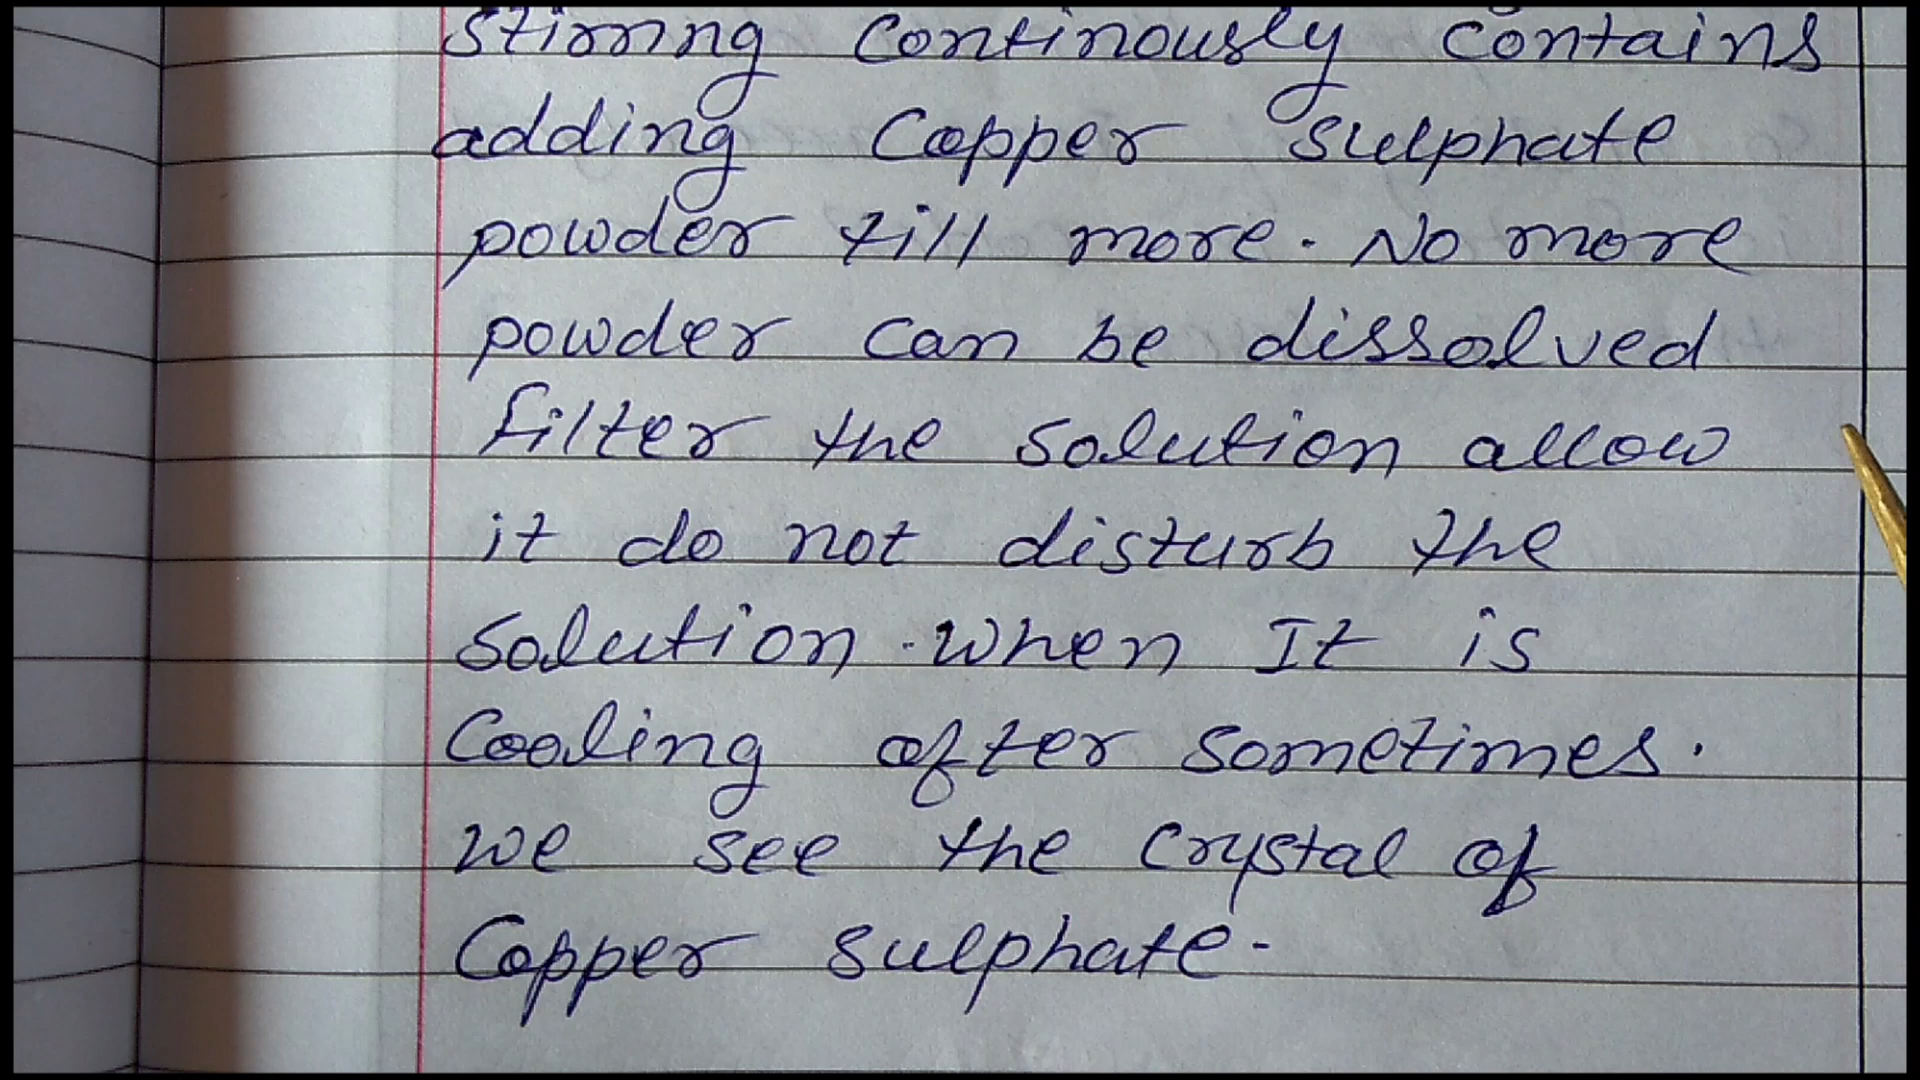 stirring continously contains
adding Copper sulphate
powder till more. No more
powder can be dissolved
filter the solution allow
it do not disturb the
solution. when It is
Cooling after sometimes.
we see the crystal of
Copper sulphate.